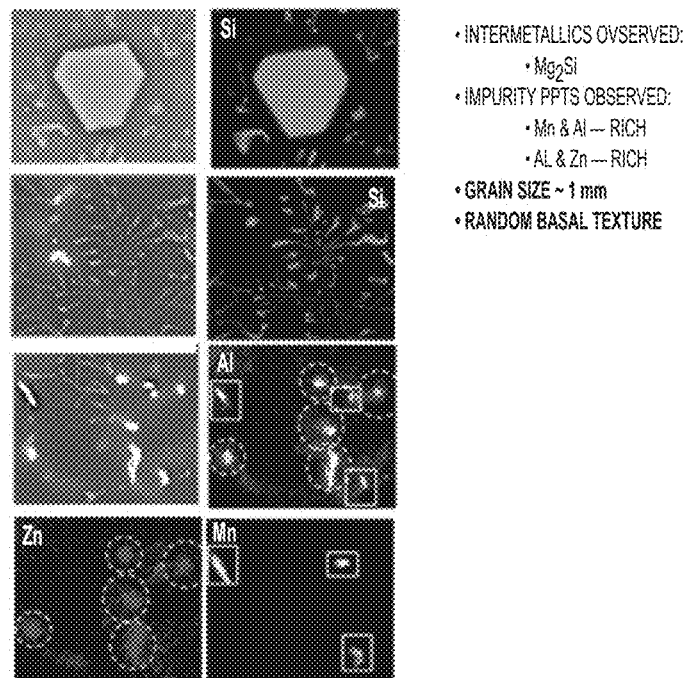 Si
• INTERMETALLICS OVSERVED:
• Mg₂Si
• IMPURITY PPTS OBSERVED:
• Mn & Al — RICH
• AL & Zn — RICH
• GRAIN SIZE ~ 1 mm
• RANDOM BASAL TEXTURE
Si
Al
Zn
Mn